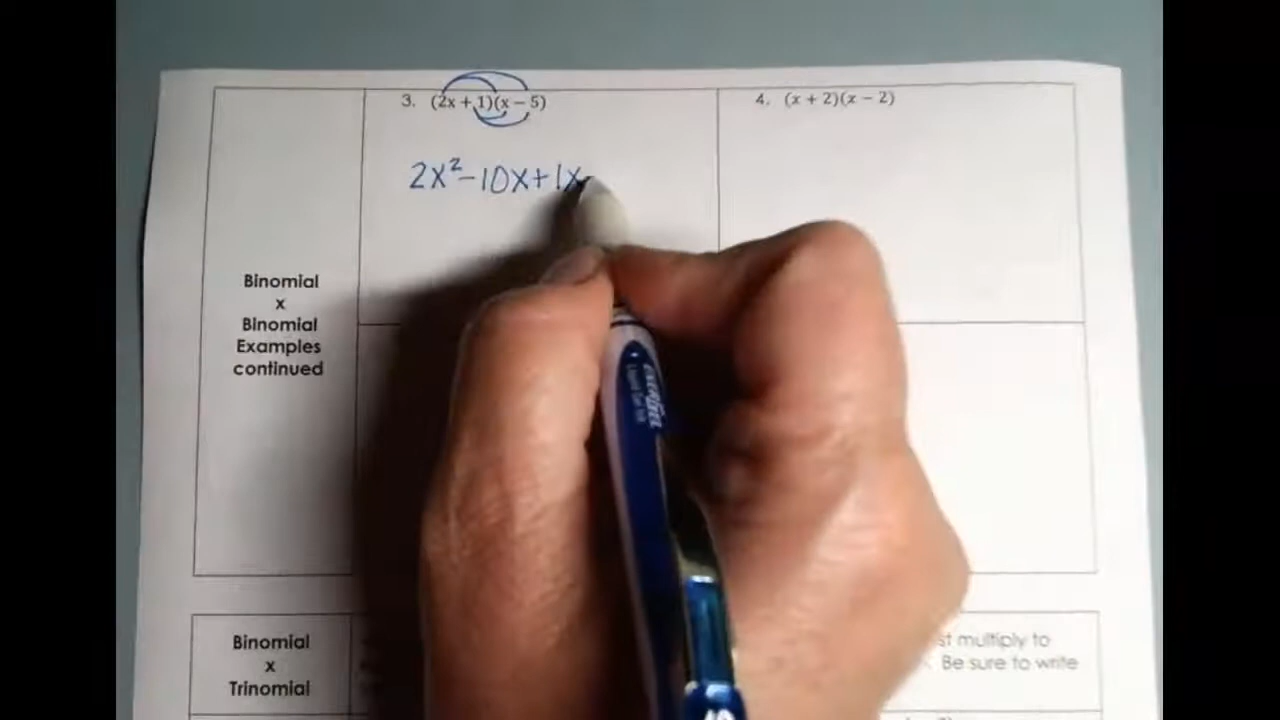 3. (2x + 1)(x − 5)
4. (x + 2)(x − 2)
2x²-10x+1x-
Binomial
x
Binomial
Examples
continued
Binomial
x
Trinomial
st multiply to
Be sure to write